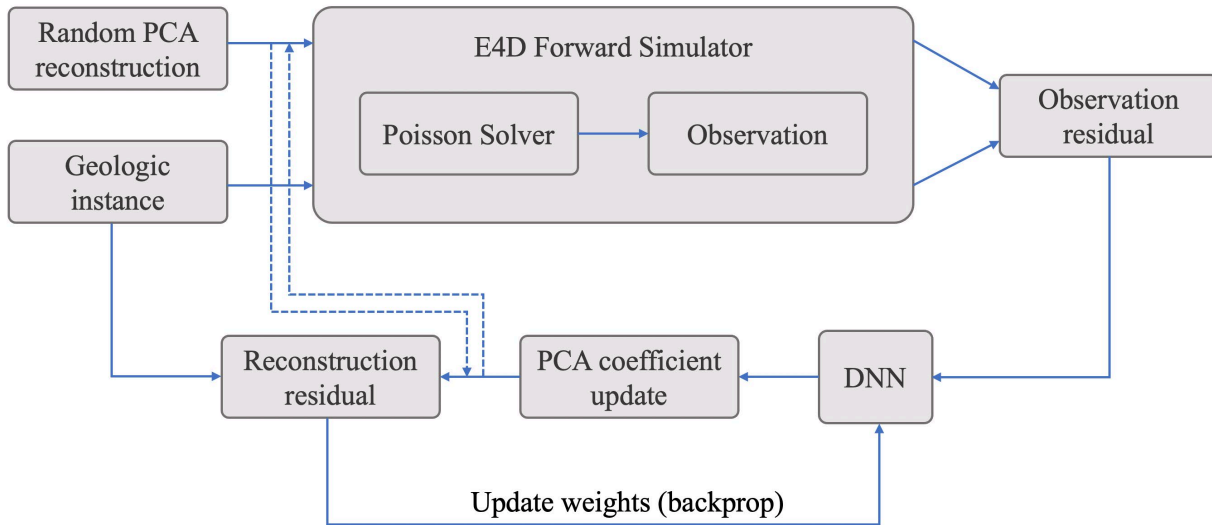 Random PCA
reconstruction
E4D Forward Simulator
Poisson Solver
Observation
Observation
residual
Geologic
instance
Reconstruction
residual
PCA coefficient
update
DNN
Update weights (backprop)